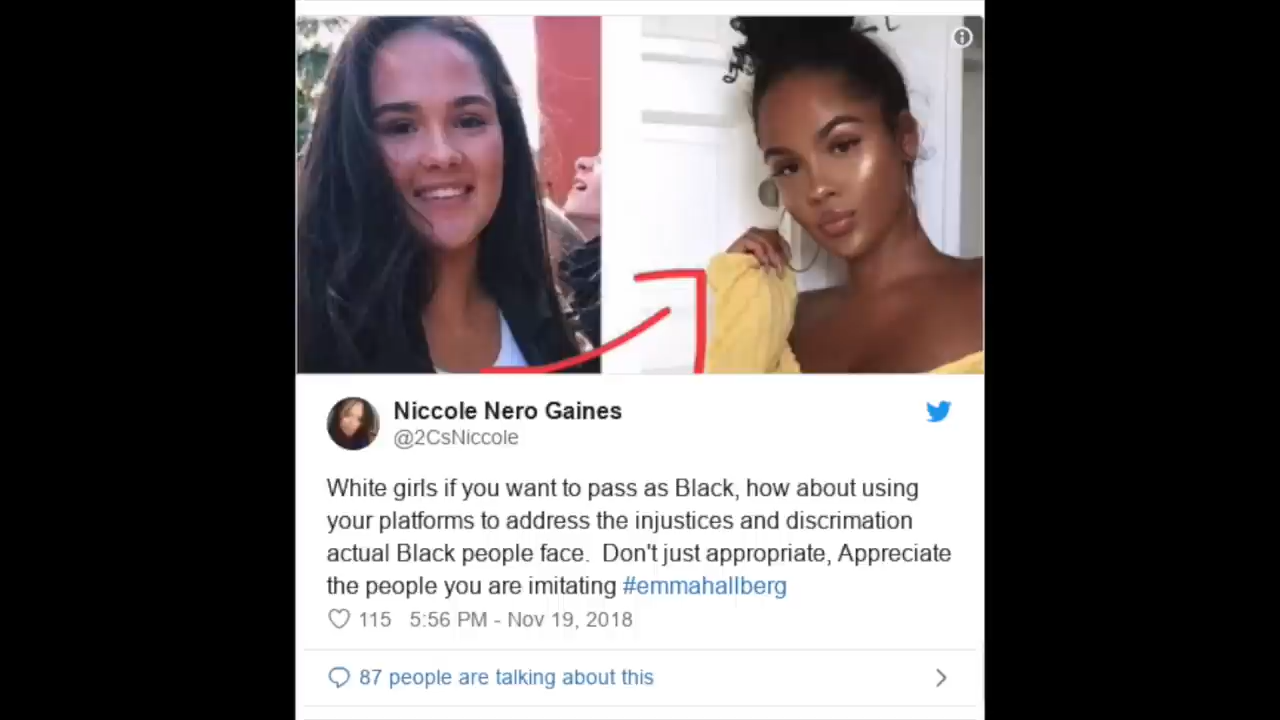 Niccole Nero Gaines
@2CsNiccole
White girls if you want to pass as Black, how about using
your platforms to address the injustices and discrimation
actual Black people face.  Don't just appropriate, Appreciate
the people you are imitating #emmahallberg
115 5:56 PM - Nov 19, 2018
87 people are talking about this